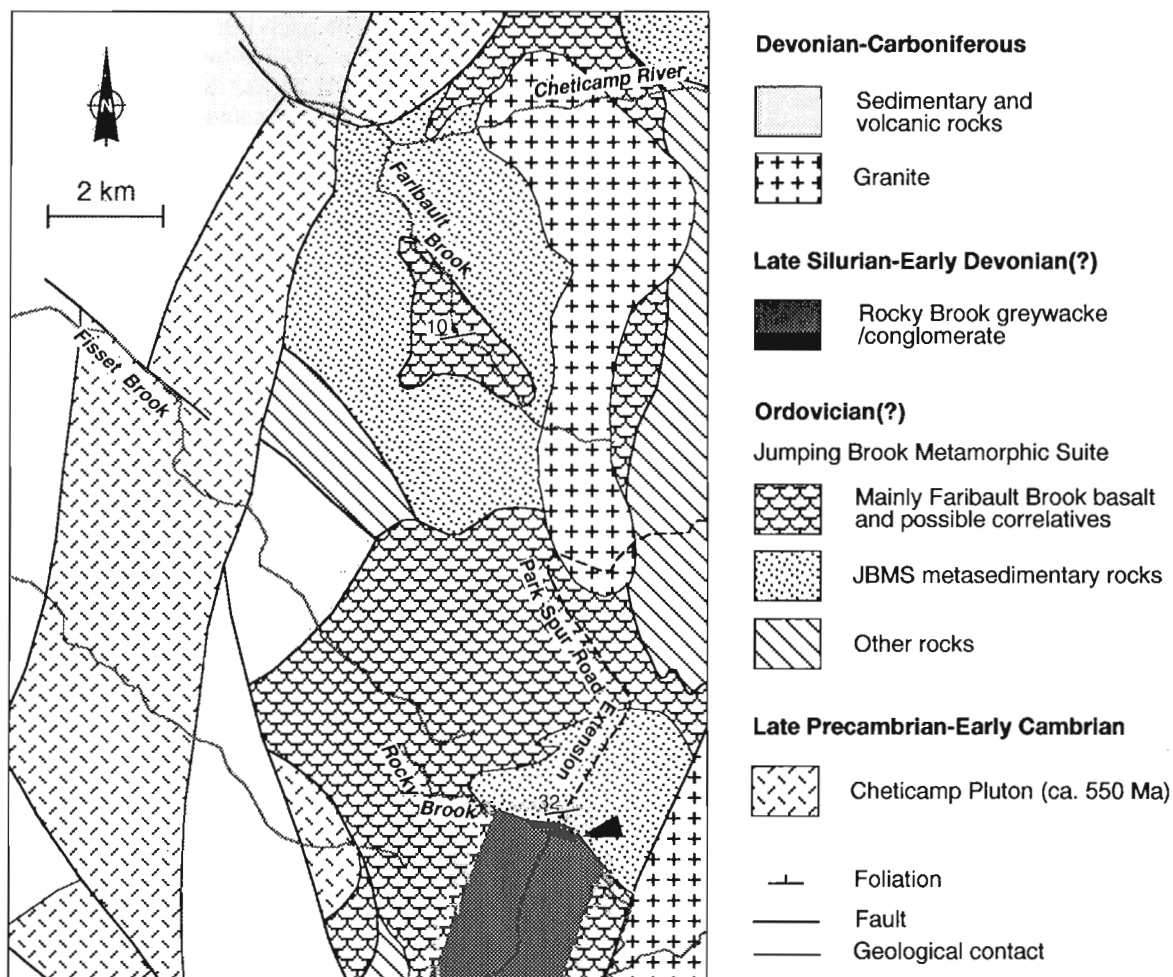 N
2 km
Cheticamp River
Faribault
Brook
10
Fisset Brook
Park Spur Road
Extension
Rocky
Brook
32
Devonian-Carboniferous
Sedimentary and
volcanic rocks
Granite
Late Silurian-Early Devonian(?)
Rocky Brook greywacke
/conglomerate
Ordovician(?)
Jumping Brook Metamorphic Suite
Mainly Faribault Brook basalt
and possible correlatives
JBMS metasedimentary rocks
Other rocks
Late Precambrian-Early Cambrian
Cheticamp Pluton (ca. 550 Ma)
Foliation
Fault
Geological contact